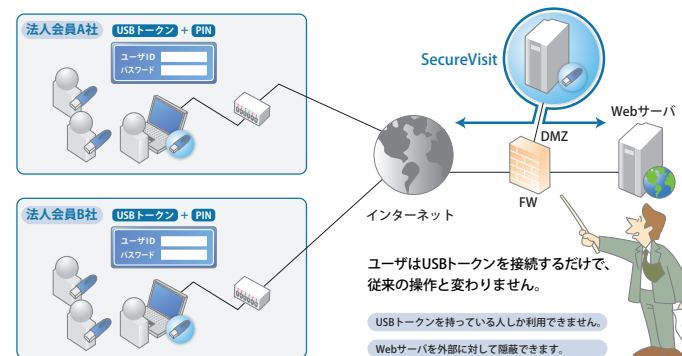 法人会員A社 USBトークン + PIN
ユーザID
パスワード
SecureVisit
Webサーバ
DMZ
FW
インターネット
法人会員B社 USBトークン + PIN
ユーザID
パスワード
ユーザはUSBトークンを接続するだけで、
従来の操作と変わりません。
USBトークンを持っている人しか利用できません。
Webサーバを外部に対して隠蔽できます。